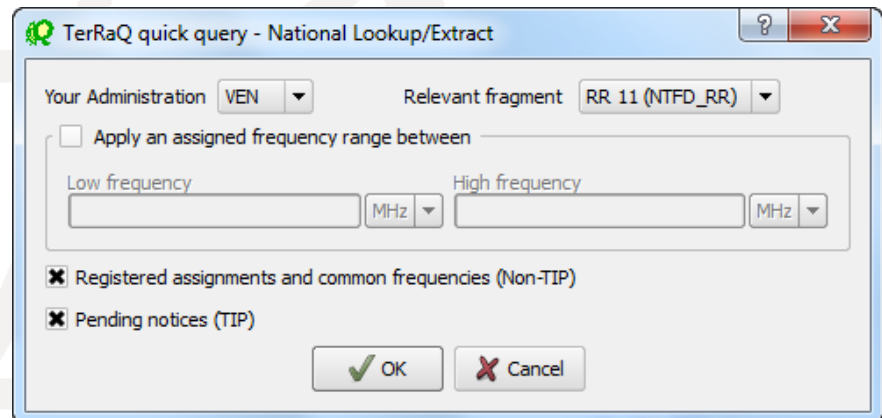 TerRaQ quick query - National Lookup/Extract
Your Administration VEN Relevant fragment RR 11 (NTFD_RR)
Apply an assigned frequency range between
Low frequency High frequency
MHz MHz
Registered assignments and common frequencies (Non-TIP)
Pending notices (TIP)
OK Cancel